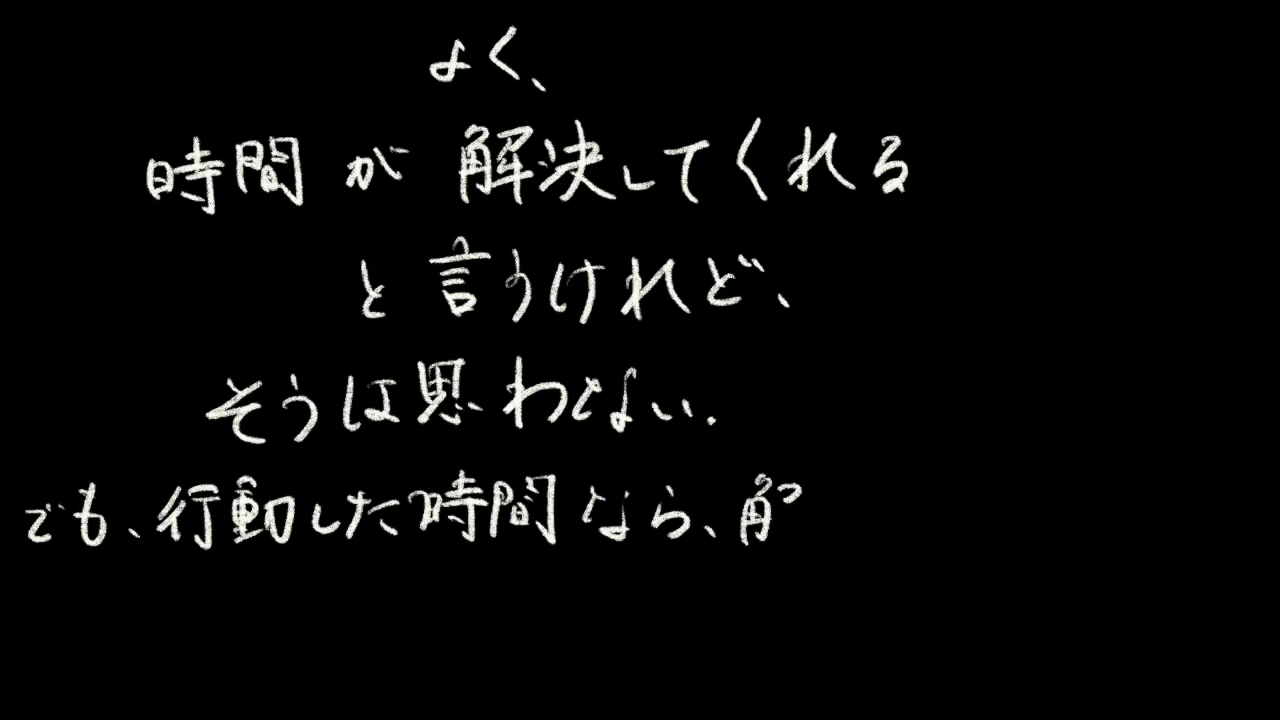 よく、
時間が解決してくれる
と言うけれど、
そうは思わない.
でも、行動した時間なら、